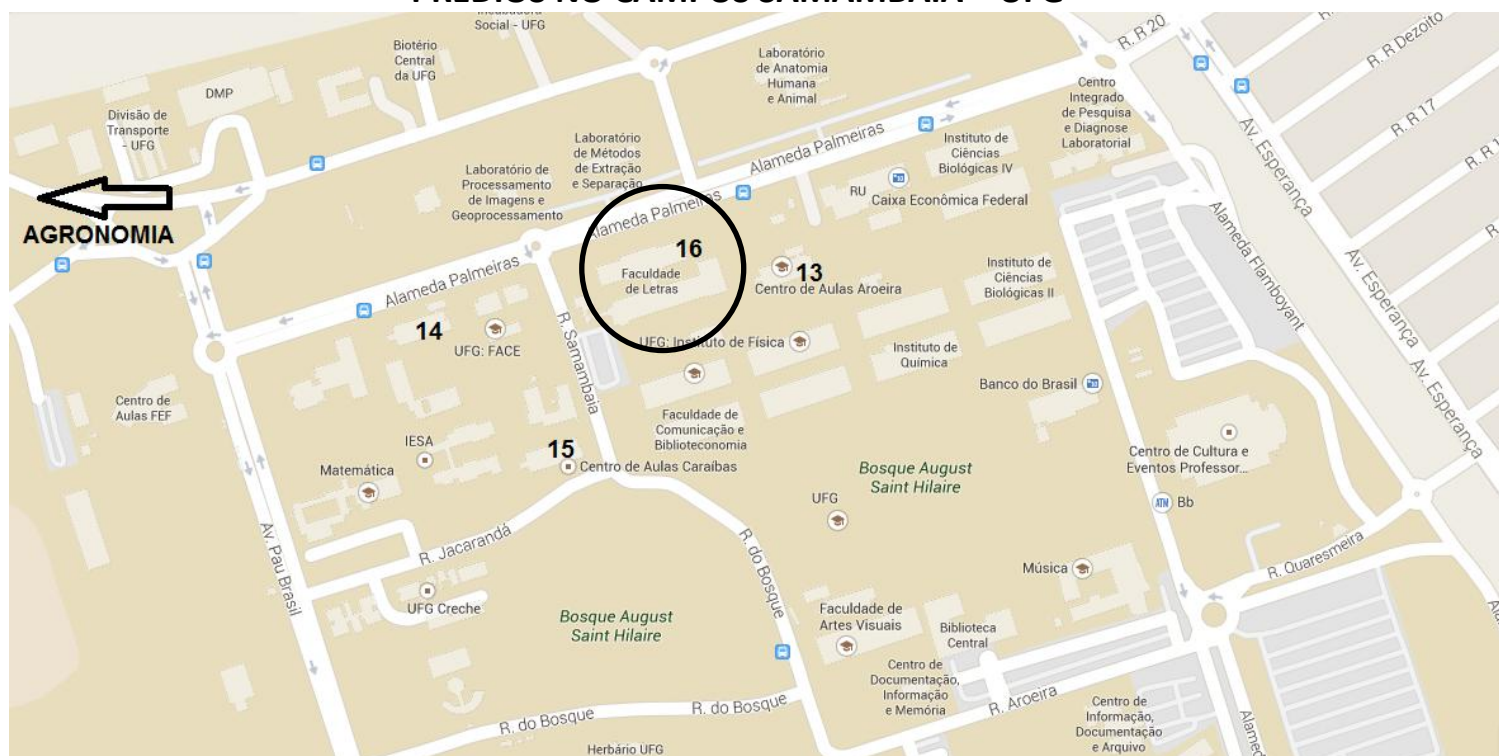 Social - UFG
Biotério
Central
da UFG
DMP
Divisão de
Transporte
- UFG
AGRONOMIA
Laboratório
de Anatomia
Humana
e Animal
R. R 20
R. R Dezoito
R. R 17
Centro
Integrado
de Pesquisa
e Diagnose
Laboratorial
Av. Esperança
Laboratório
de Métodos
de Extração
e Separação
Laboratório de
Processamento
de Imagens e
Geoprocessamento
Alameda Palmeiras
Instituto de
Ciências
Biológicas IV
RU
Caixa Econômica Federal
Alameda Palmeiras
16
Faculdade
de Letras
13
Centro de Aulas Aroeira
Instituto de
Ciências
Biológicas II
Alameda Flamboyant
Av. Esperança
Alameda Palmeiras
14
UFG: FACE
R. Samambaia
UFG: Instituto de Física
Instituto de
Química
Banco do Brasil
Av. Esperança
Centro de
Aulas FEF
Faculdade de
Comunicação e
Biblioteconomia
IESA
Matemática
15
Centro de Aulas Caraíbas
Bosque August
Saint Hilaire
Centro de Cultura e
Eventos Professor...
UFG
ATM
Bb
Av. Pau Brasil
R. Jacarandá
R. do Bosque
Música
R. Quaresmeira
UFG Creche
Bosque August
Saint Hilaire
Faculdade de
Artes Visuais
Biblioteca
Central
Centro de
Documentação,
Informação
e Memória
R. do Bosque
R. do Bosque
R. Aroeira
Centro de
Informação,
Documentação
e Arquivo
Herbário UFG